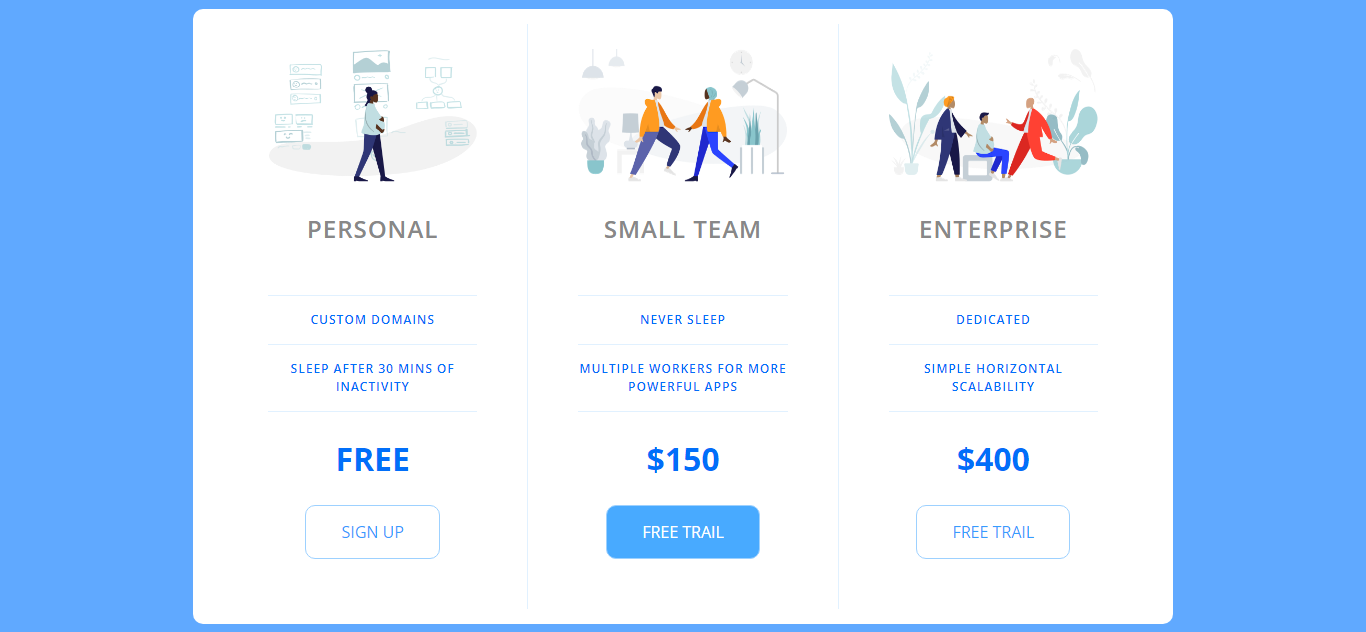 PERSONAL
CUSTOM DOMAINS
SLEEP AFTER 30 MINS OF
INACTIVITY
FREE
SIGN UP
SMALL TEAM
NEVER SLEEP
MULTIPLE WORKERS FOR MORE
POWERFUL APPS
$150
FREE TRAIL
ENTERPRISE
DEDICATED
SIMPLE HORIZONTAL
SCALABILITY
$400
FREE TRAIL